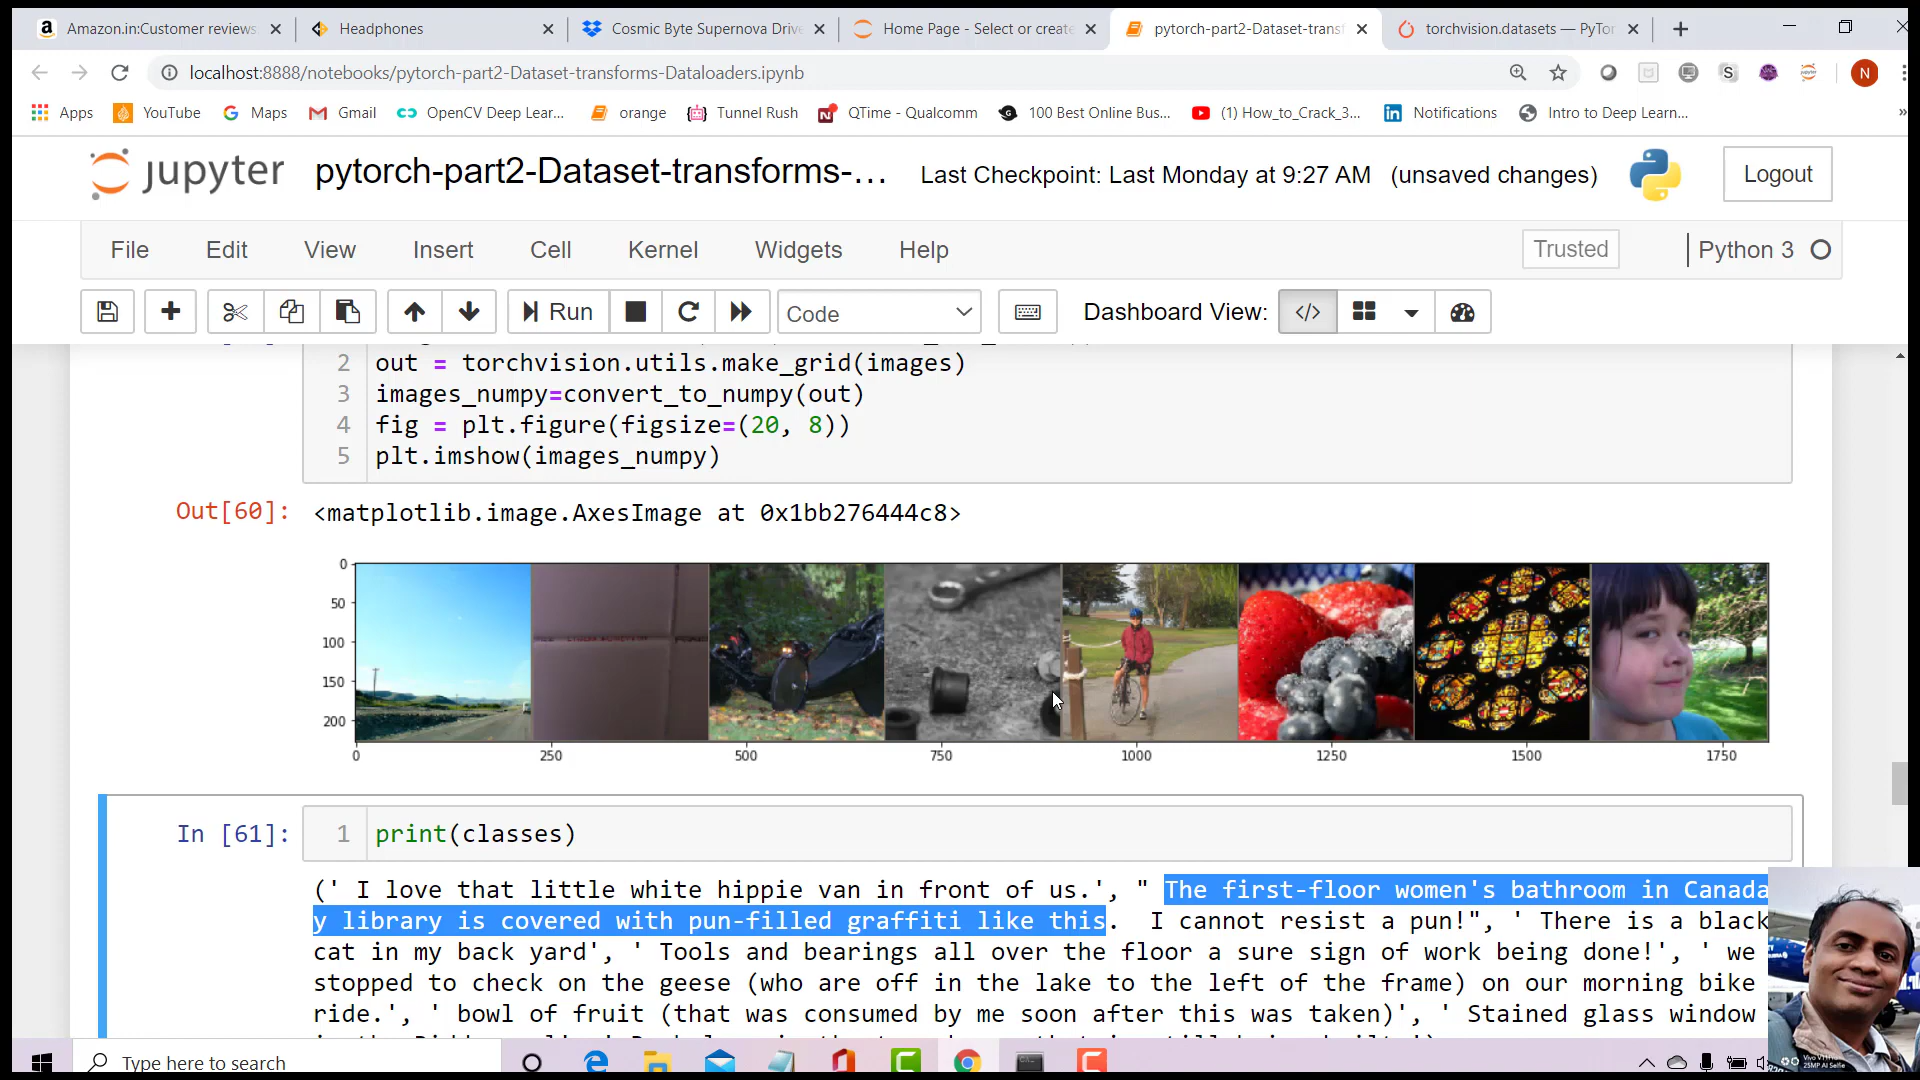 Amazon.in:Customer reviews:
Headphones
Cosmic Byte Supernova Drive
Home Page - Select or create
pytorch-part2-Dataset-transf
torchvision.datasets — PyTor
localhost:8888/notebooks/pytorch-part2-Dataset-transforms-Dataloaders.ipynb
N
Apps
YouTube
Maps
Gmail
OpenCV Deep Lear...
orange
Tunnel Rush
QTime - Qualcomm
100 Best Online Bus...
(1) How_to_Crack_3...
Notifications
Intro to Deep Learn...
jupyter
pytorch-part2-Dataset-transforms-...
Last Checkpoint: Last Monday at 9:27 AM (unsaved changes)
Logout
File Edit View Insert Cell Kernel Widgets Help
Trusted
Python 3
Run
Code
Dashboard View:
2 out = torchvision.utils.make_grid(images)
3 images_numpy=convert_to_numpy(out)
4 fig = plt.figure(figsize=(20, 8))
5 plt.imshow(images_numpy)
Out[60]: <matplotlib.image.AxesImage at 0x1bb276444c8>
0
50
100
150
200
0 250 500 750 1000 1250 1500 1750
In [61]: 1 print(classes)
(' I love that little white hippie van in front of us.', " The first-floor women's bathroom in Canada
y library is covered with pun-filled graffiti like this. I cannot resist a pun!", ' There is a black
cat in my back yard', ' Tools and bearings all over the floor a sure sign of work being done!', ' we
stopped to check on the geese (who are off in the lake to the left of the frame) on our morning bike
ride.', ' bowl of fruit (that was consumed by me soon after this was taken)', ' Stained glass window
Type here to search